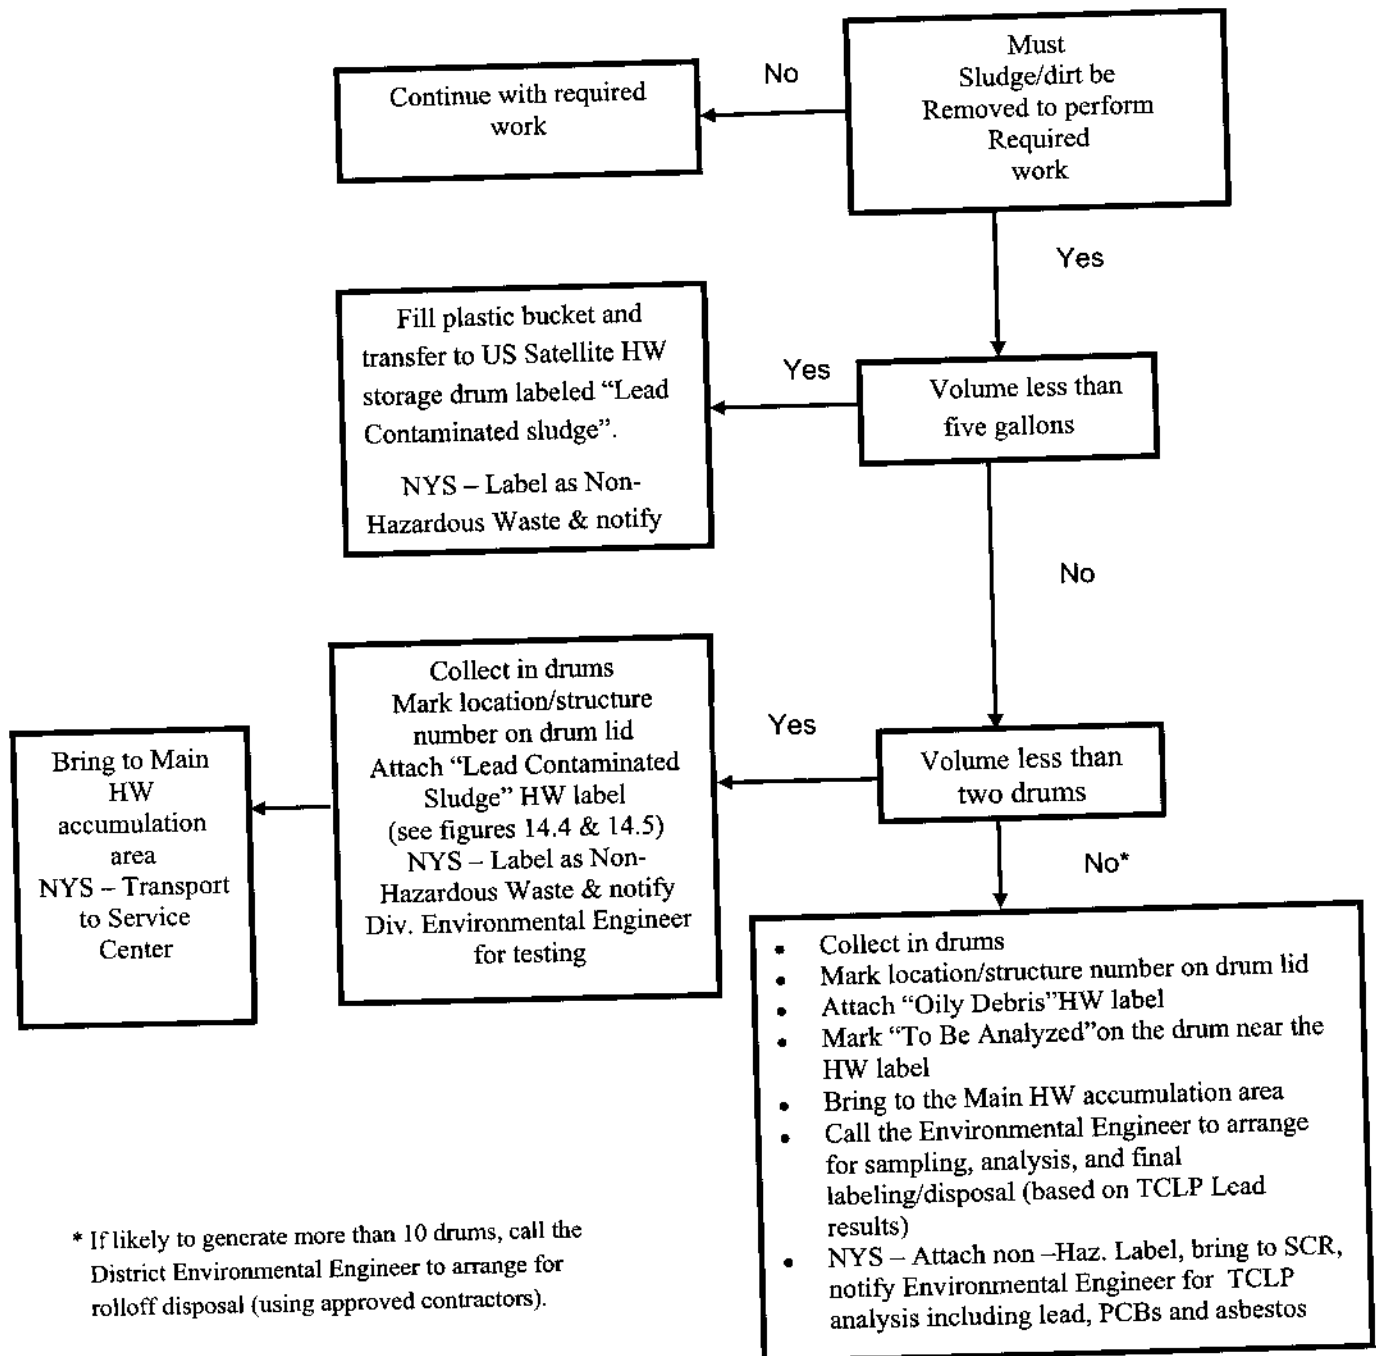 Must
Sludge/dirt be
Removed to perform
Required
work
No
Continue with required
work
Yes
Volume less than
five gallons
Yes
Fill plastic bucket and
transfer to US Satellite HW
storage drum labeled “Lead
Contaminated sludge”.
NYS – Label as Non-
Hazardous Waste & notify
No
Volume less than
two drums
Yes
Collect in drums
Mark location/structure
number on drum lid
Attach “Lead Contaminated
Sludge” HW label
(see figures 14.4 & 14.5)
NYS – Label as Non-
Hazardous Waste & notify
Div. Environmental Engineer
for testing
Bring to Main
HW
accumulation
area
NYS – Transport
to Service
Center
No*
• Collect in drums
• Mark location/structure number on drum lid
• Attach “Oily Debris”HW label
• Mark “To Be Analyzed”on the drum near the
HW label
• Bring to the Main HW accumulation area
• Call the Environmental Engineer to arrange
for sampling, analysis, and final
labeling/disposal (based on TCLP Lead
results)
• NYS – Attach non –Haz. Label, bring to SCR,
notify Environmental Engineer for TCLP
analysis including lead, PCBs and asbestos
* If likely to generate more than 10 drums, call the
District Environmental Engineer to arrange for
rolloff disposal (using approved contractors).